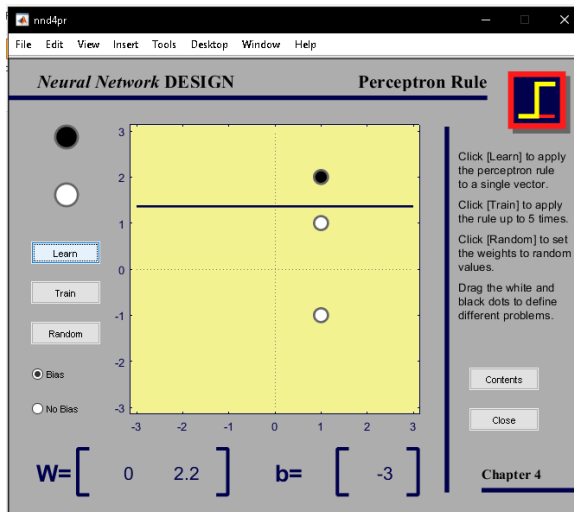 nnd4pr
File Edit View Insert Tools Desktop Window Help
Neural Network DESIGN
Perceptron Rule
Click [Learn] to apply
the perceptron rule
to a single vector.
Click [Train] to apply
the rule up to 5 times.
Click [Random] to set
the weights to random
values.
Drag the white and
black dots to define
different problems.
Learn
Train
Random
Bias
No Bias
3
2
1
0
-1
-2
-3
-3 -2 -1 0 1 2 3
Contents
Close
W= 0 2.2 b= -3
Chapter 4